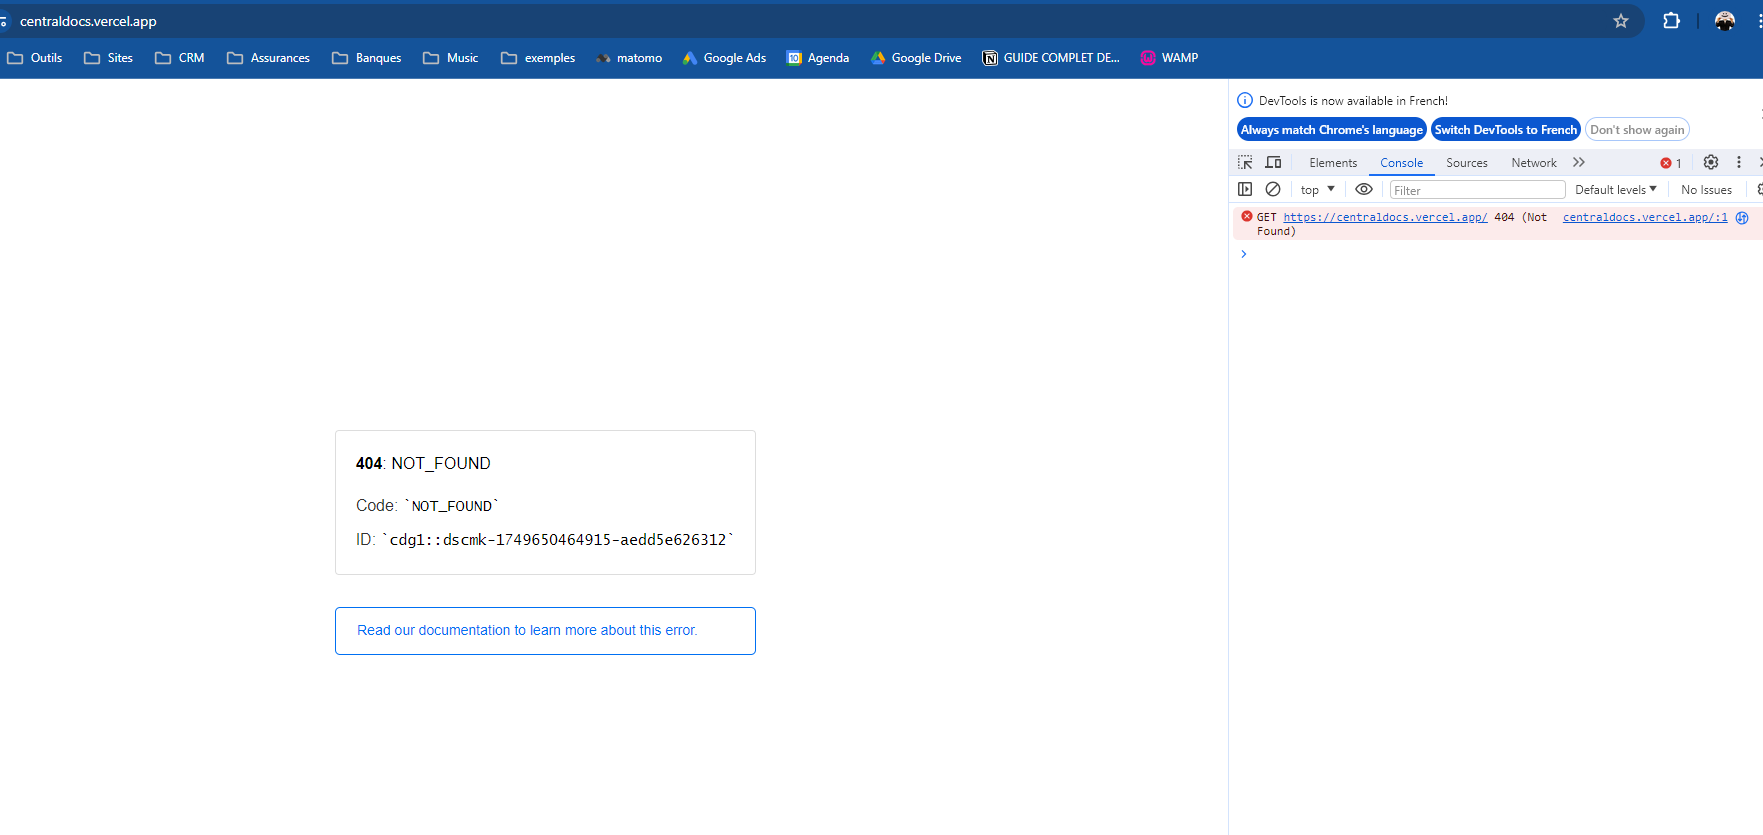 centraldocs.vercel.app
Outils Sites CRM Assurances Banques Music exemples matomo Google Ads Agenda Google Drive GUIDE COMPLET DE... WAMP
DevTools is now available in French!
Always match Chrome's language Switch DevTools to French Don't show again
Elements Console Sources Network 1
top Filter Default levels No Issues
GET https://centraldocs.vercel.app/ 404 (Not centraldocs.vercel.app/:1
Found)
404: NOT_FOUND
Code: `NOT_FOUND`
ID: `cdg1::dscmk-1749650464915-aedd5e626312`
Read our documentation to learn more about this error.